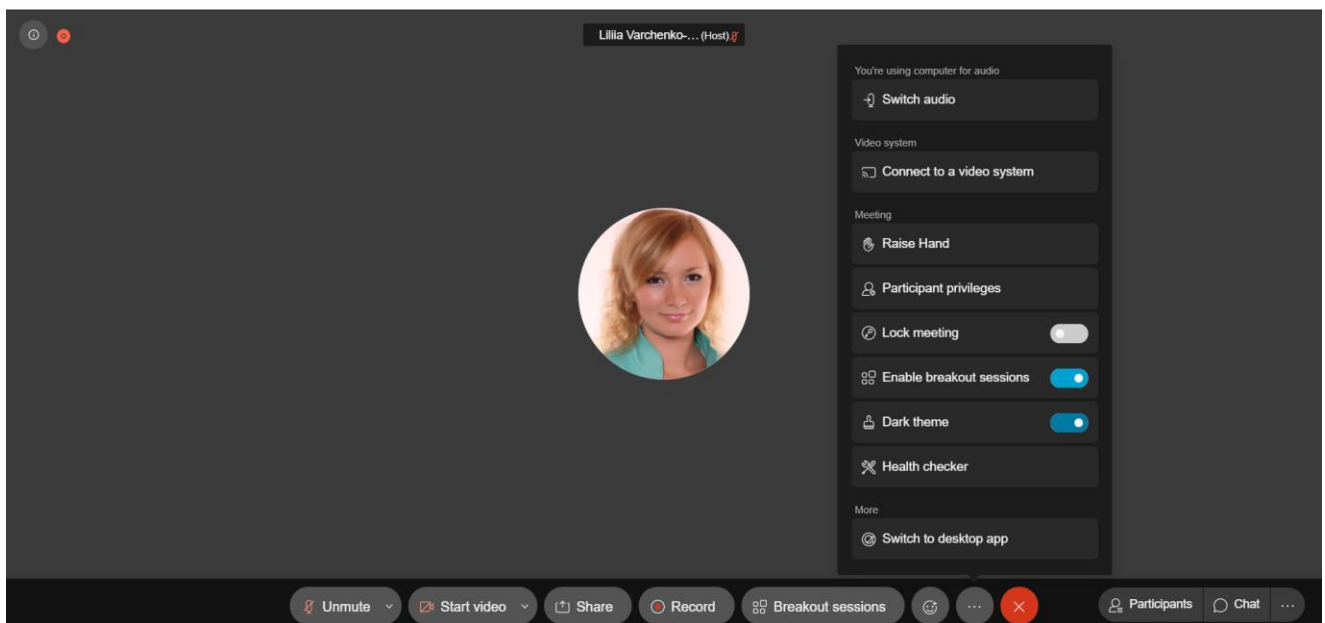 Liliia Varchenko-... (Host)
You're using computer for audio
Switch audio
Video system
Connect to a video system
Meeting
Raise Hand
Participant privileges
Lock meeting
Enable breakout sessions
Dark theme
Health checker
More
Switch to desktop app
Unmute Start video Share Record Breakout sessions Participants Chat